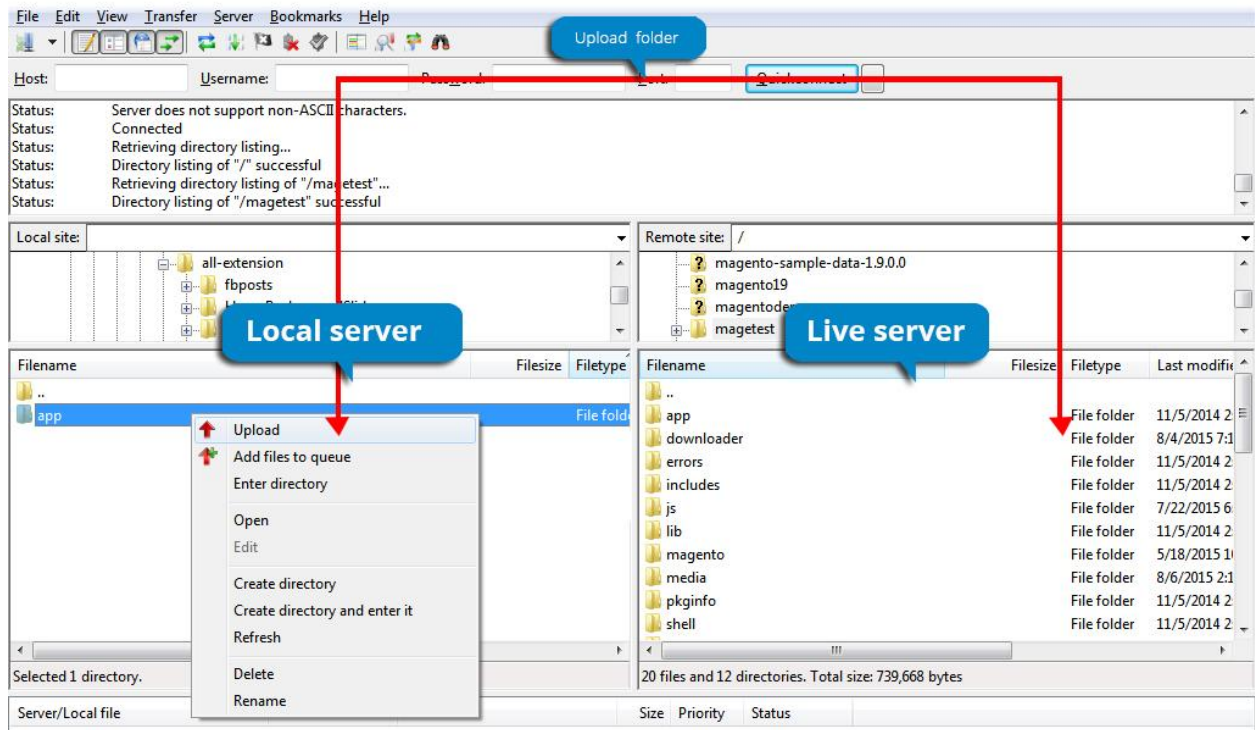 File Edit View Transfer Server Bookmarks Help
Upload folder
Host: Username: Quickconnect
Status: Server does not support non-ASCII characters.
Status: Connected
Status: Retrieving directory listing...
Status: Directory listing of "/" successful
Status: Retrieving directory listing of "/magetest"...
Status: Directory listing of "/magetest" successful
Local site:
all-extension
fbposts
Local server
Filename Filesize Filetype
..
app File folde
Upload
Add files to queue
Enter directory
Open
Edit
Create directory
Create directory and enter it
Refresh
Delete
Rename
Selected 1 directory.
Remote site: /
magento-sample-data-1.9.0.0
magento19
magentoder
magetest
Live server
Filename Filesize Filetype Last modifie
..
app File folder 11/5/2014 2:
downloader File folder 8/4/2015 7:1
errors File folder 11/5/2014 2:
includes File folder 11/5/2014 2:
js File folder 7/22/2015 6:
lib File folder 11/5/2014 2:
magento File folder 5/18/2015 1
media File folder 8/6/2015 2:1
pkginfo File folder 11/5/2014 2:
shell File folder 11/5/2014 2:
20 files and 12 directories. Total size: 739,668 bytes
Server/Local file Size Priority Status